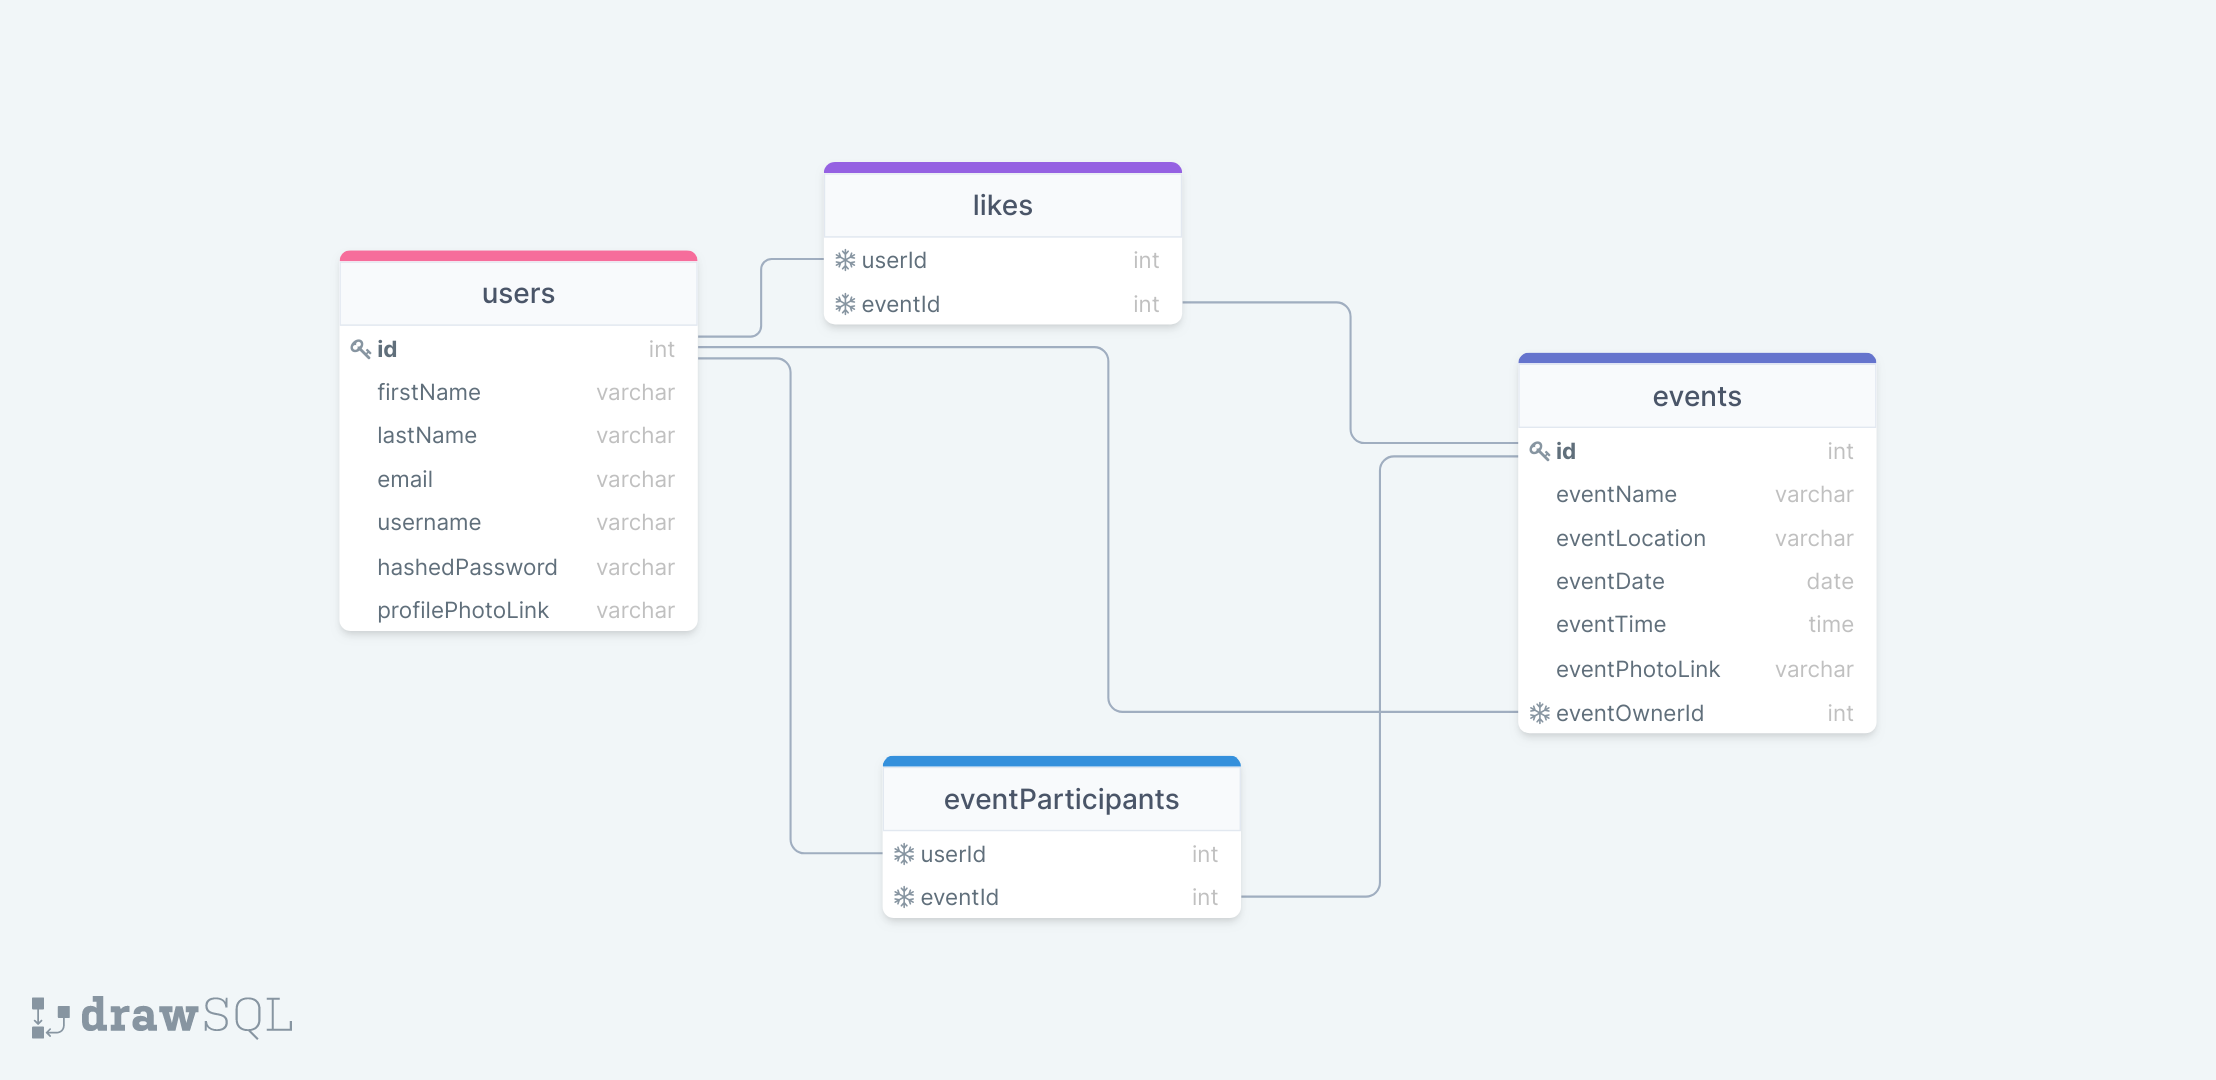 users
id int
firstName varchar
lastName varchar
email varchar
username varchar
hashedPassword varchar
profilePhotoLink varchar
likes
userId int
eventId int
events
id int
eventName varchar
eventLocation varchar
eventDate date
eventTime time
eventPhotoLink varchar
eventOwnerId int
eventParticipants
userId int
eventId int
drawSQL